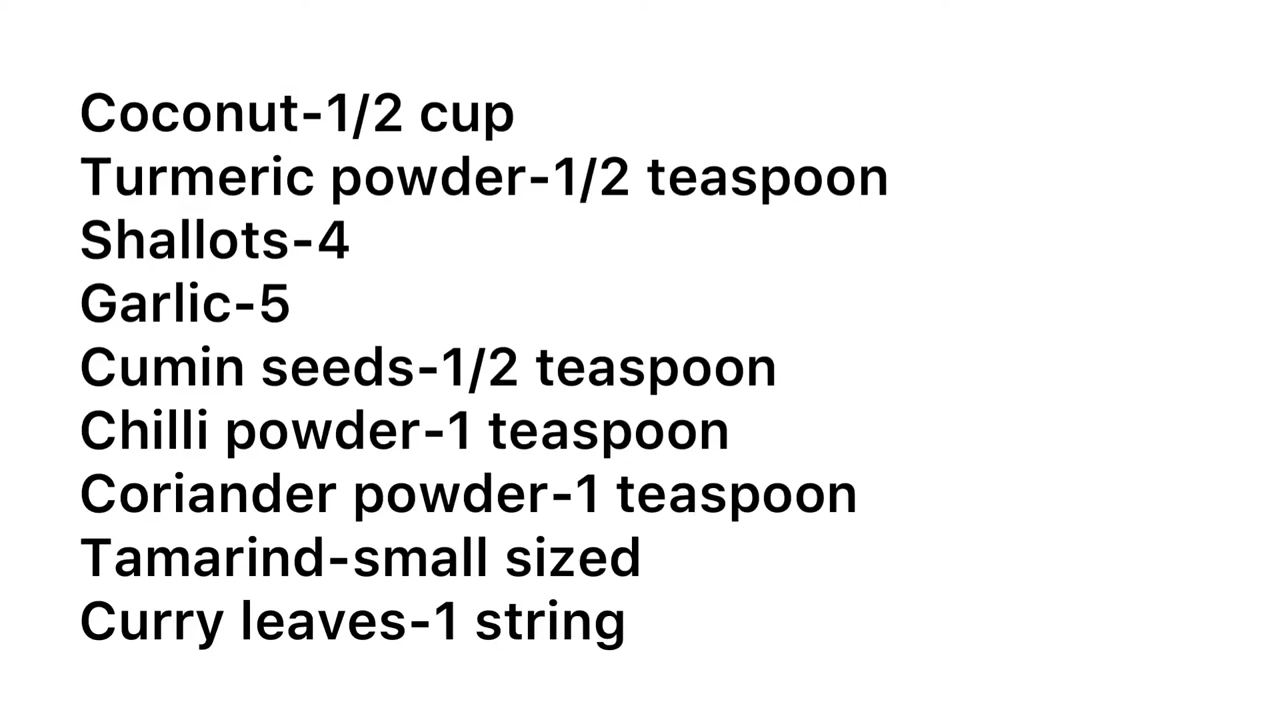 Coconut-1/2 cup
Turmeric powder-1/2 teaspoon
Shallots-4
Garlic-5
Cumin seeds-1/2 teaspoon
Chilli powder-1 teaspoon
Coriander powder-1 teaspoon
Tamarind-small sized
Curry leaves-1 string